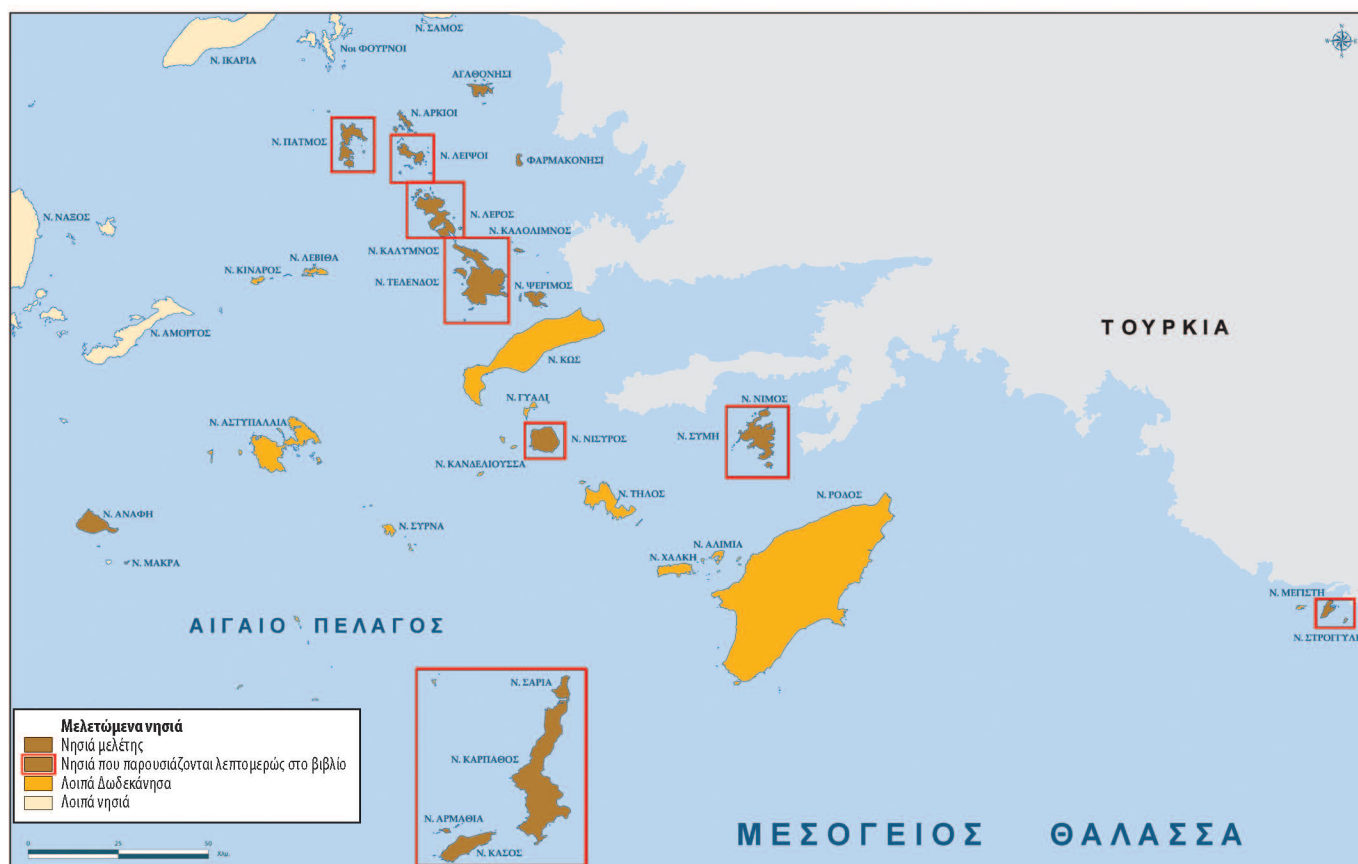 Ν. ΣΑΜΟΣ
Νοι ΦΟΥΡΝΟΙ
Ν. ΙΚΑΡΙΑ
ΑΓΑΘΟΝΗΣΙ
Ν. ΑΡΚΙΟΙ
Ν. ΠΑΤΜΟΣ
Ν. ΛΕΙΨΟΙ
ΦΑΡΜΑΚΟΝΗΣΙ
Ν. ΝΑΞΟΣ
Ν. ΛΕΡΟΣ
Ν. ΚΑΛΟΛΙΜΝΟΣ
Ν. ΚΑΛΥΜΝΟΣ
Ν. ΛΕΒΙΘΑ
Ν. ΚΙΝΑΡΟΣ
Ν. ΤΕΛΕΝΔΟΣ
Ν. ΨΕΡΙΜΟΣ
Ν. ΑΜΟΡΓΟΣ
ΤΟΥΡΚΙΑ
Ν. ΚΩΣ
Ν. ΓΥΑΛΙ
Ν. ΝΙΜΟΣ
Ν. ΑΣΤΥΠΑΛΑΙΑ
Ν. ΝΙΣΥΡΟΣ
Ν. ΣΥΜΗ
Ν. ΚΑΝΔΕΛΙΟΥΣΣΑ
Ν. ΤΗΛΟΣ
Ν. ΡΟΔΟΣ
Ν. ΑΝΑΦΗ
Ν. ΣΥΡΝΑ
Ν. ΑΛΙΜΙΑ
Ν. ΧΑΛΚΗ
Ν. ΜΑΚΡΑ
Ν. ΜΕΓΙΣΤΗ
ΑΙΓΑΙΟ ΠΕΛΑΓΟΣ
Ν. ΣΤΡΟΓΓΥΛΗ
Ν. ΣΑΡΙΑ
Ν. ΚΑΡΠΑΘΟΣ
Ν. ΑΡΜΑΘΙΑ
Ν. ΚΑΣΟΣ
ΜΕΣΟΓΕΙΟΣ ΘΑΛΑΣΣΑ
Μελετώμενα νησιά
Νησιά μελέτης
Νησιά που παρουσιάζονται λεπτομερώς στο βιβλίο
Λοιπά Δωδεκάνησα
Λοιπά νησιά
0 25 50 Χλμ.